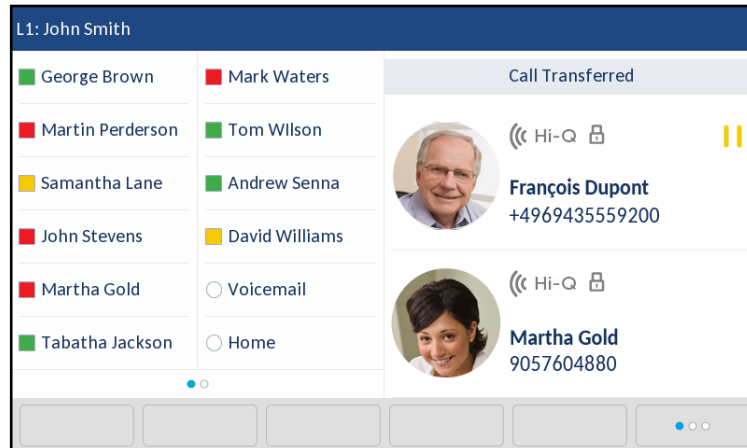 L1: John Smith
George Brown
Martin Perderson
Samantha Lane
John Stevens
Martha Gold
Tabatha Jackson
Mark Waters
Tom WIlson
Andrew Senna
David Williams
Voicemail
Home
Call Transferred
Hi-Q
François Dupont
+4969435559200
Hi-Q
Martha Gold
9057604880